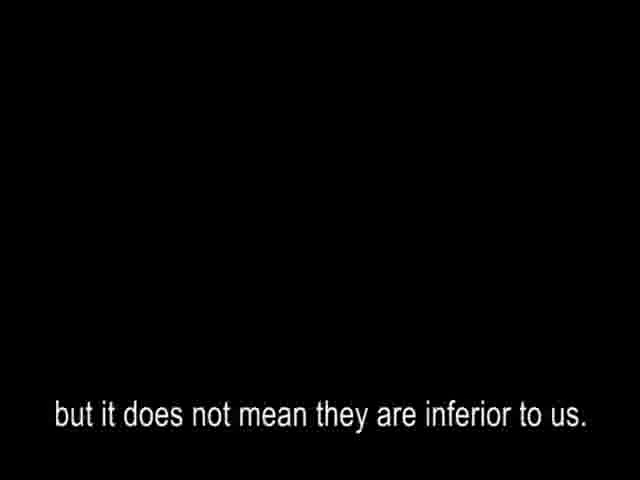 but it does not mean they are inferior to us.